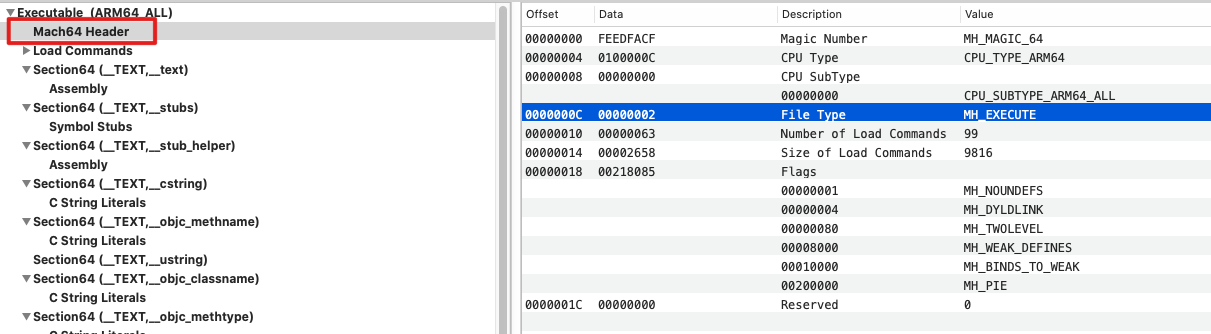 Executable (ARM64_ALL)
Mach64 Header
Load Commands
Section64 (__TEXT,__text)
Assembly
Section64 (__TEXT,__stubs)
Symbol Stubs
Section64 (__TEXT,__stub_helper)
Assembly
Section64 (__TEXT,__cstring)
C String Literals
Section64 (__TEXT,__objc_methname)
C String Literals
Section64 (__TEXT,__ustring)
Section64 (__TEXT,__objc_classname)
C String Literals
Section64 (__TEXT,__objc_methtype)
C String Literals
Offset Data Description Value
00000000 FEEDFACF Magic Number MH_MAGIC_64
00000004 0100000C CPU Type CPU_TYPE_ARM64
00000008 00000000 CPU SubType
00000000 CPU_SUBTYPE_ARM64_ALL
0000000C 00000002 File Type MH_EXECUTE
00000010 00000063 Number of Load Commands 99
00000014 00002658 Size of Load Commands 9816
00000018 00218085 Flags
00000001 MH_NOUNDEFS
00000004 MH_DYLDLINK
00000080 MH_TWOLEVEL
00008000 MH_WEAK_DEFINES
00010000 MH_BINDS_TO_WEAK
00200000 MH_PIE
0000001C 00000000 Reserved 0